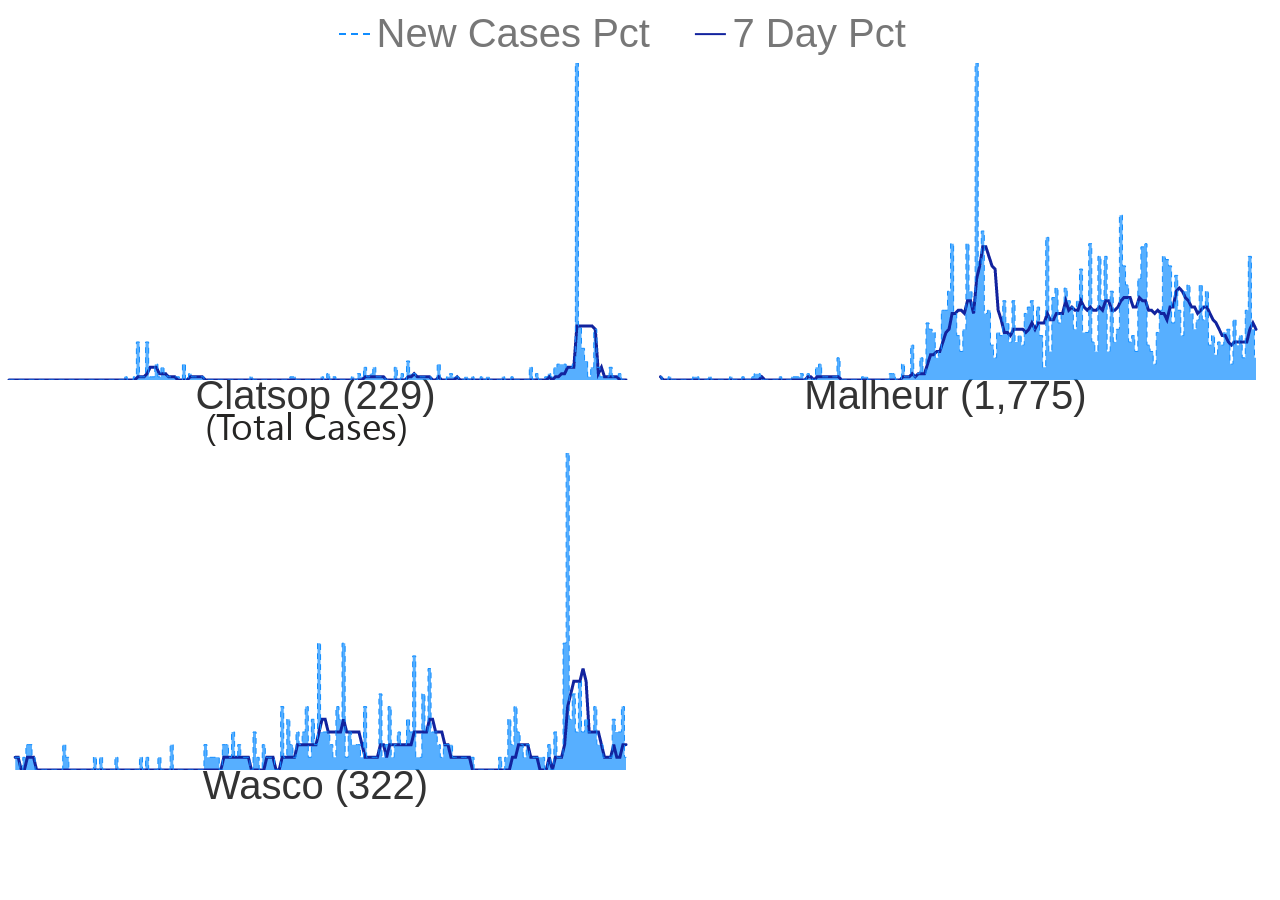 New Cases Pct 7 Day Pct
Clatsop (229)
(Total Cases)
Malheur (1,775)
Wasco (322)